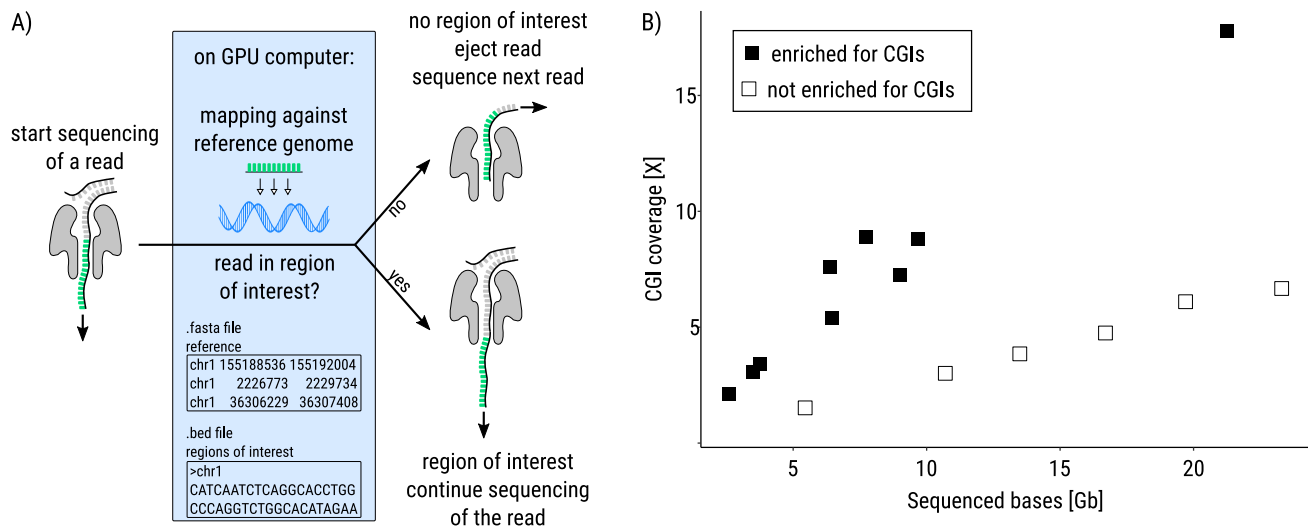 A)
start sequencing
of a read
on GPU computer:
mapping against
reference genome
read in region
of interest?
.fasta file
reference
chr1 155188536 155192004
chr1 2226773 2229734
chr1 36306229 36307408
.bed file
regions of interest
>chr1
CATCAATCTCAGGCACCTGG
CCCAGGTCTGGCACATAGAA
no
yes
no region of interest
eject read
sequence next read
region of interest
continue sequencing
of the read
B)
enriched for CGIs
not enriched for CGIs
CGI coverage [X]
15
10
5
5
10
15
20
Sequenced bases [Gb]